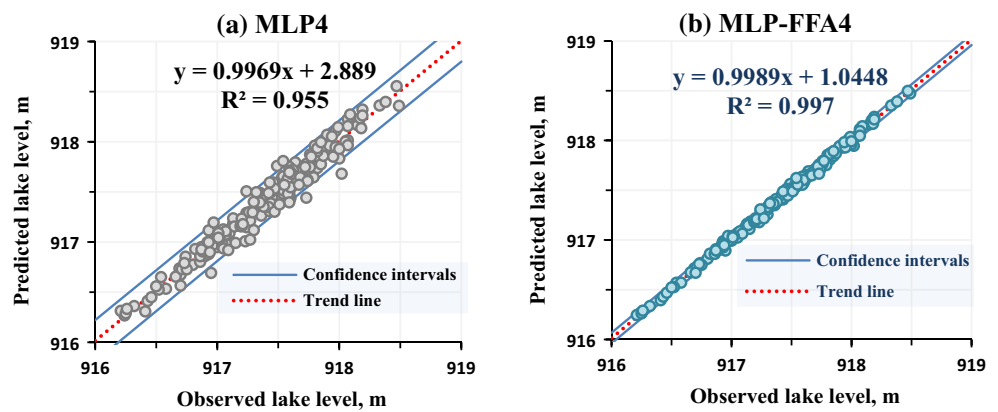 (a) MLP4
y = 0.9969x + 2.889
R² = 0.955
919
918
917
916
Predicted lake level, m
Confidence intervals
Trend line
916
917
918
919
Observed lake level, m
(b) MLP-FFA4
y = 0.9989x + 1.0448
R² = 0.997
919
918
917
916
Predicted lake level, m
Confidence intervals
Trend line
916
917
918
919
Observed lake level, m